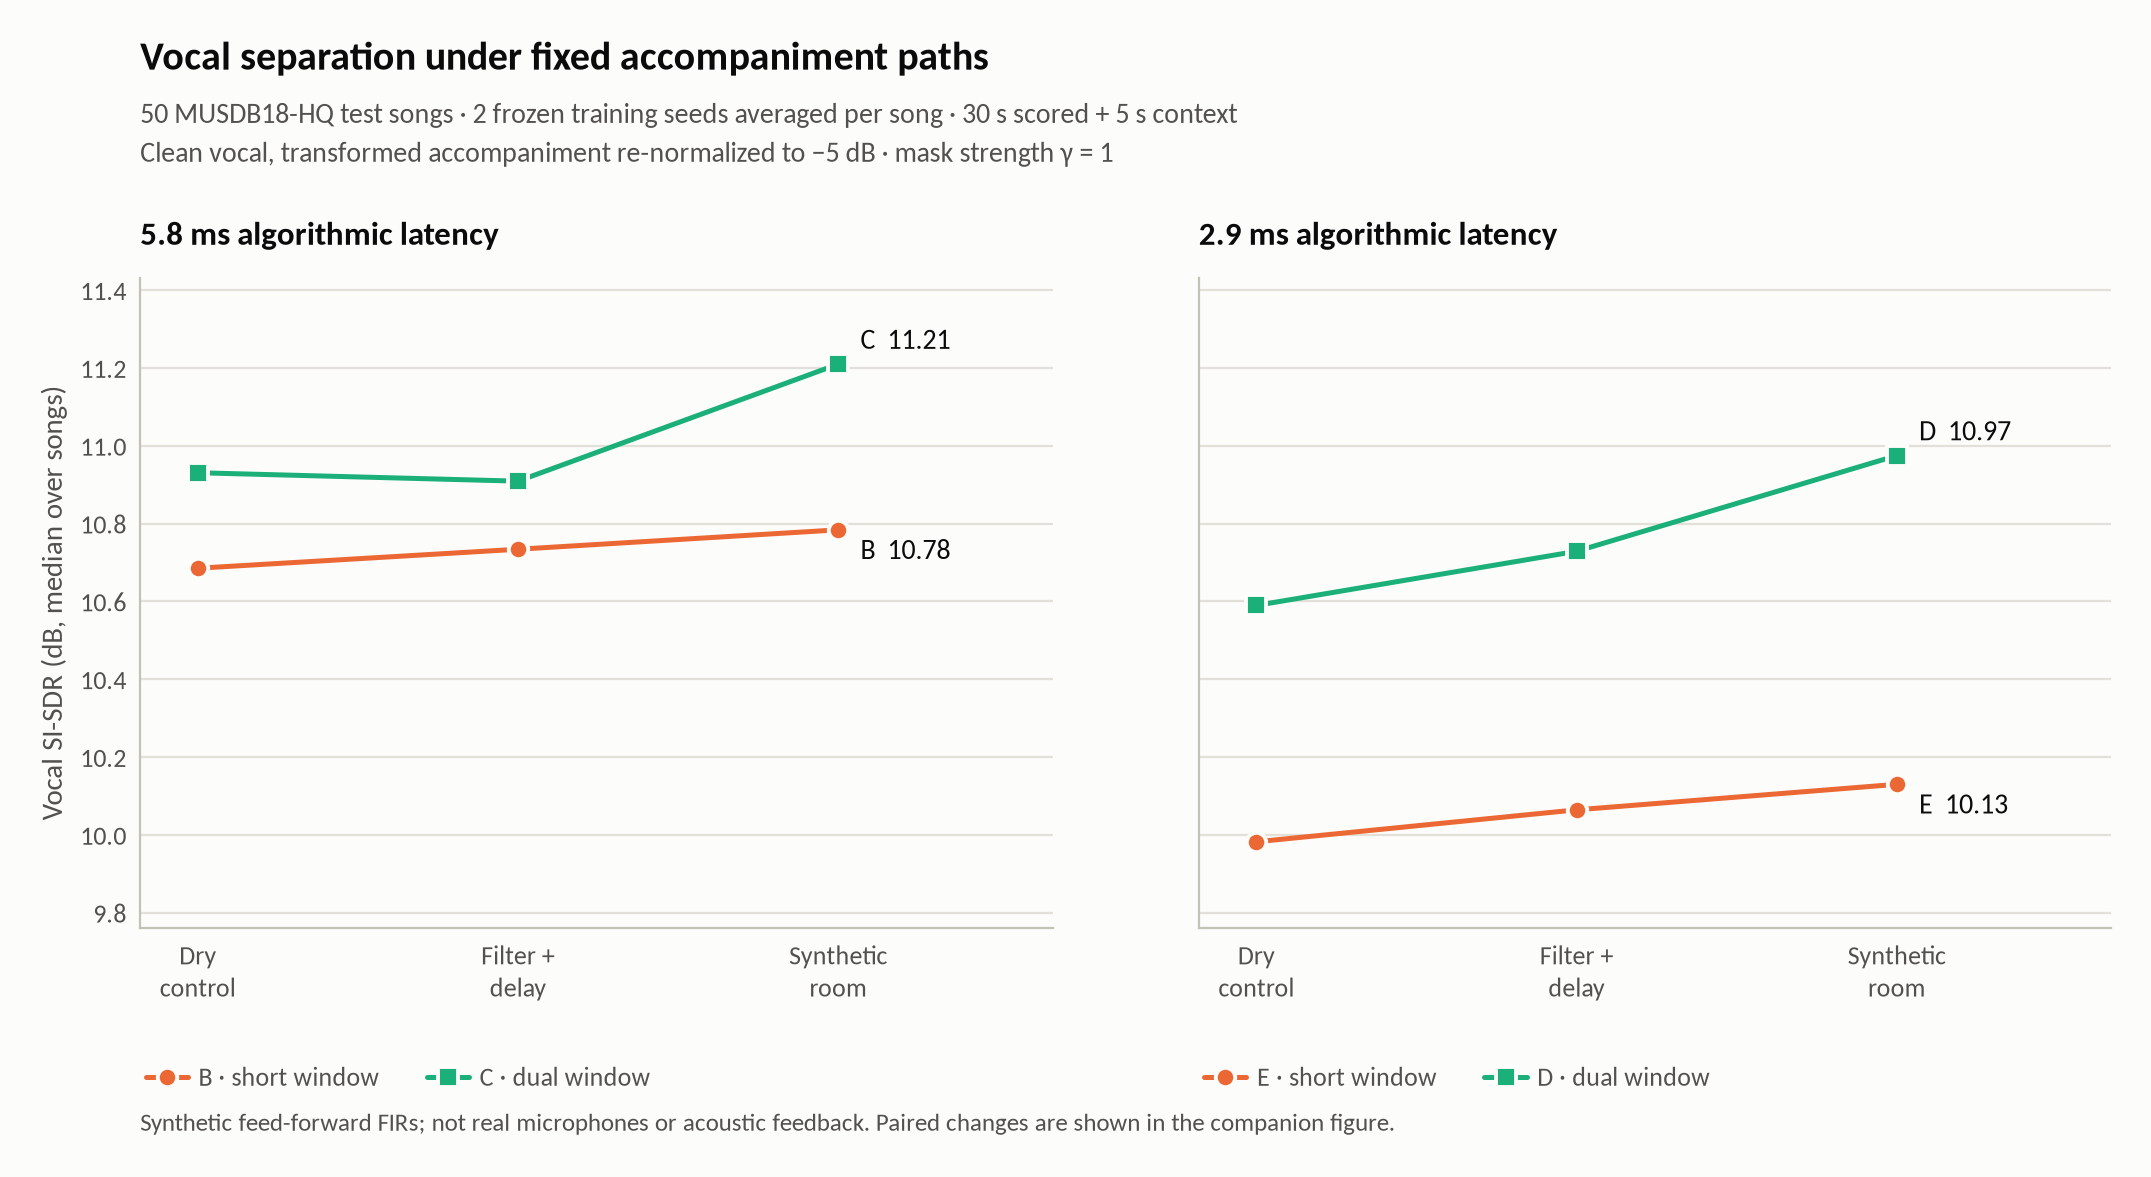 Vocal separation under fixed accompaniment paths
50 MUSDB18-HQ test songs · 2 frozen training seeds averaged per song · 30 s scored + 5 s context
Clean vocal, transformed accompaniment re-normalized to −5 dB · mask strength γ = 1
5.8 ms algorithmic latency
Vocal SI-SDR (dB, median over songs)
11.4
11.2
11.0
10.8
10.6
10.4
10.2
10.0
9.8
C 11.21
B 10.78
Dry
control
Filter +
delay
Synthetic
room
B · short window
C · dual window
2.9 ms algorithmic latency
D 10.97
E 10.13
Dry
control
Filter +
delay
Synthetic
room
E · short window
D · dual window
Synthetic feed-forward FIRs; not real microphones or acoustic feedback. Paired changes are shown in the companion figure.